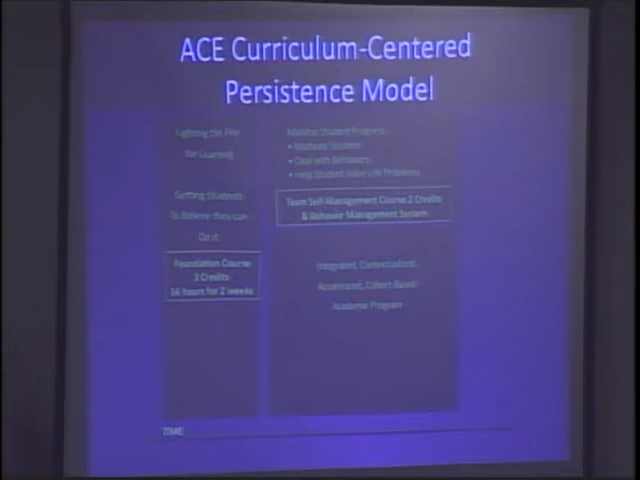 ACE Curriculum-Centered
Persistence Model
Lighting the Fire
for Learning
Getting Students
To Believe they can
Do it
Foundation Course
3 Credits
56 hours for 2 weeks
Monitor Student Progress
• Motivate Student
• Deal with Behaviors
• Help Student Solve Life Problems
Team Self-Management Course 2 Credits
& Behavior Management System
Integrated, Contextualized,
Accelerated, Cohort-Based
Academic Program
TIME